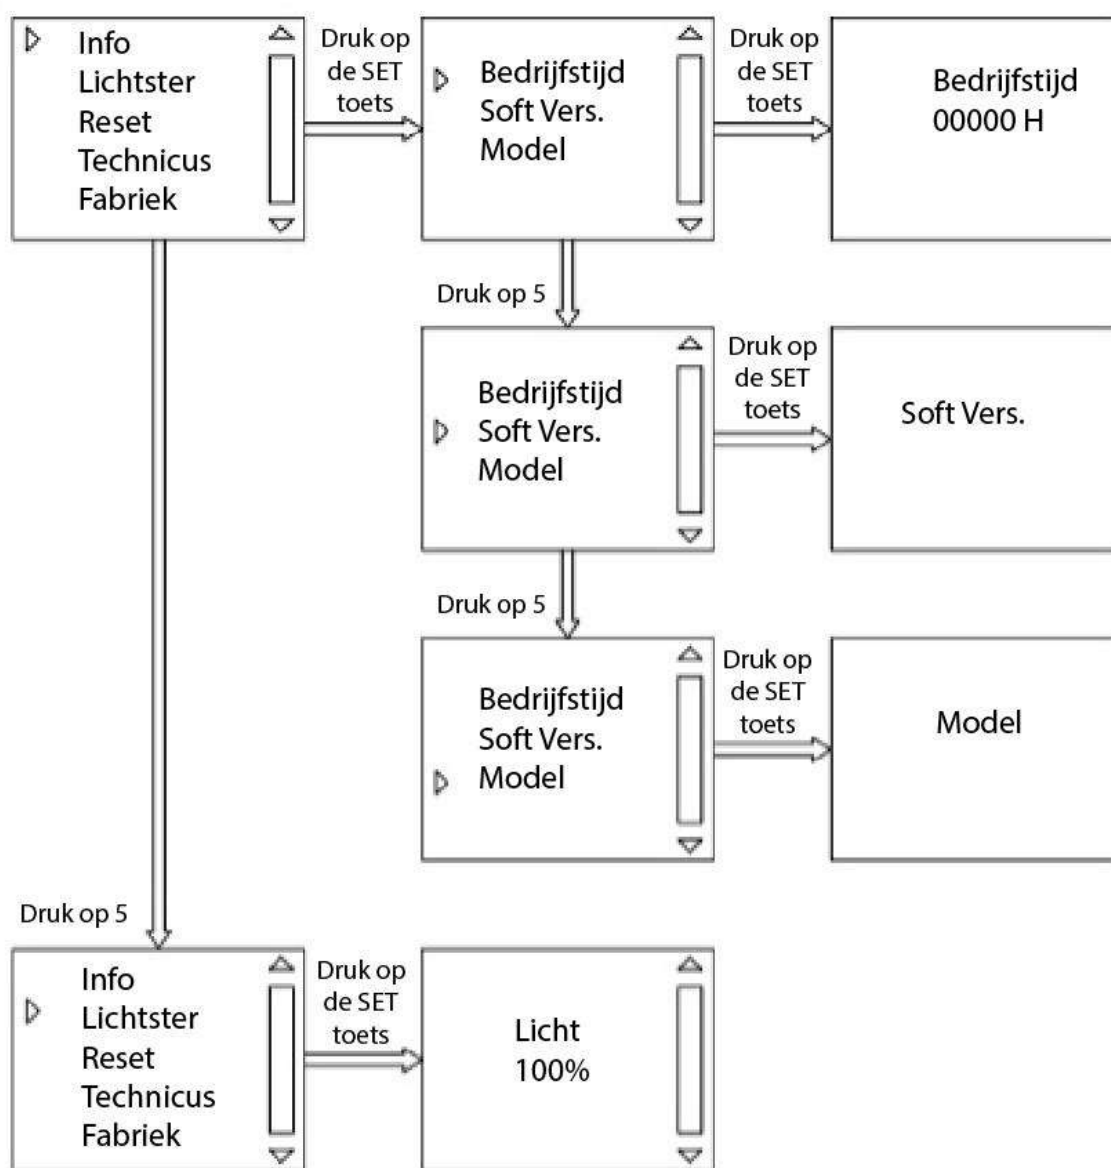 Info
Lichtster
Reset
Technicus
Fabriek
Druk op
de SET
toets
Bedrijfstijd
Soft Vers.
Model
Druk op
de SET
toets
Bedrijfstijd
00000 H
Druk op 5
Bedrijfstijd
Soft Vers.
Model
Druk op
de SET
toets
Soft Vers.
Druk op 5
Bedrijfstijd
Soft Vers.
Model
Druk op
de SET
toets
Model
Druk op 5
Info
Lichtster
Reset
Technicus
Fabriek
Druk op
de SET
toets
Licht
100%